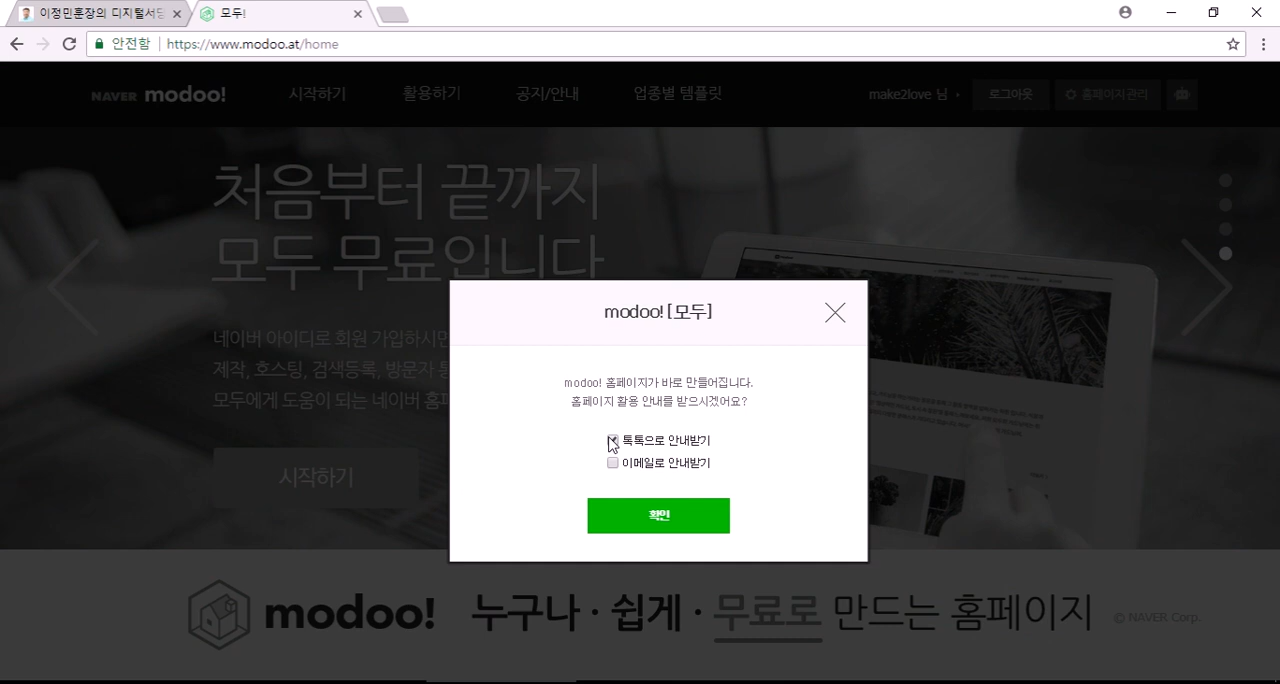 이정민훈장의 디지털서당
모두!
안전함
https://www.modoo.at/home
NAVER modoo!
시작하기
활용하기
공지/안내
업종별 템플릿
make2love 님
로그아웃
홈페이지관리
처음부터 끝까지
모두 무료입니다
네이버 아이디로 회원 가입하시면
제작, 호스팅, 검색등록, 방문자 통
모두에게 도움이 되는 네이버 홈페
시작하기
modoo! [모두]
modoo! 홈페이지가 바로 만들어집니다.
홈페이지 활용 안내를 받으시겠어요?
톡톡으로 안내받기
이메일로 안내받기
확인
modoo! 누구나 · 쉽게 · 무료로 만드는 홈페이지
© NAVER Corp.